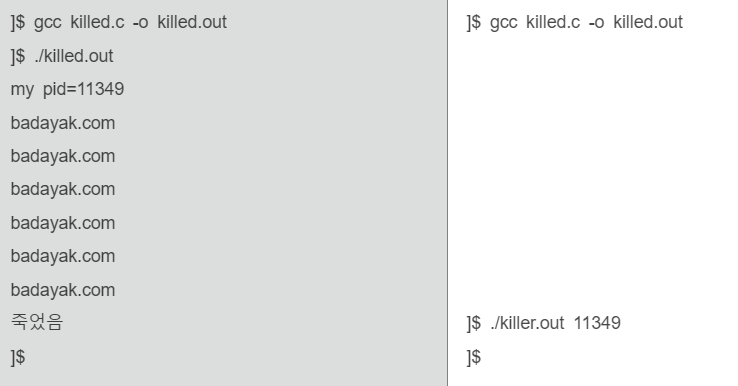 ]$ gcc killed.c -o killed.out
]$ ./killed.out
my pid=11349
badayak.com
badayak.com
badayak.com
badayak.com
badayak.com
badayak.com
죽었음
]$
]$ gcc killed.c -o killed.out
]$ ./killer.out 11349
]$